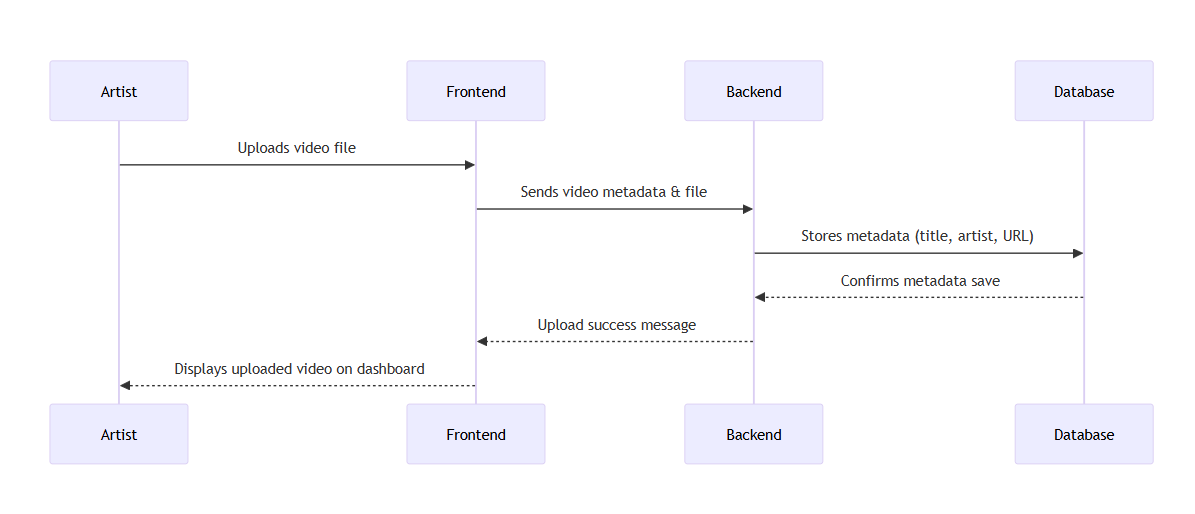 Artist
Frontend
Backend
Database
Uploads video file
Sends video metadata & file
Stores metadata (title, artist, URL)
Confirms metadata save
Upload success message
Displays uploaded video on dashboard
Artist
Frontend
Backend
Database